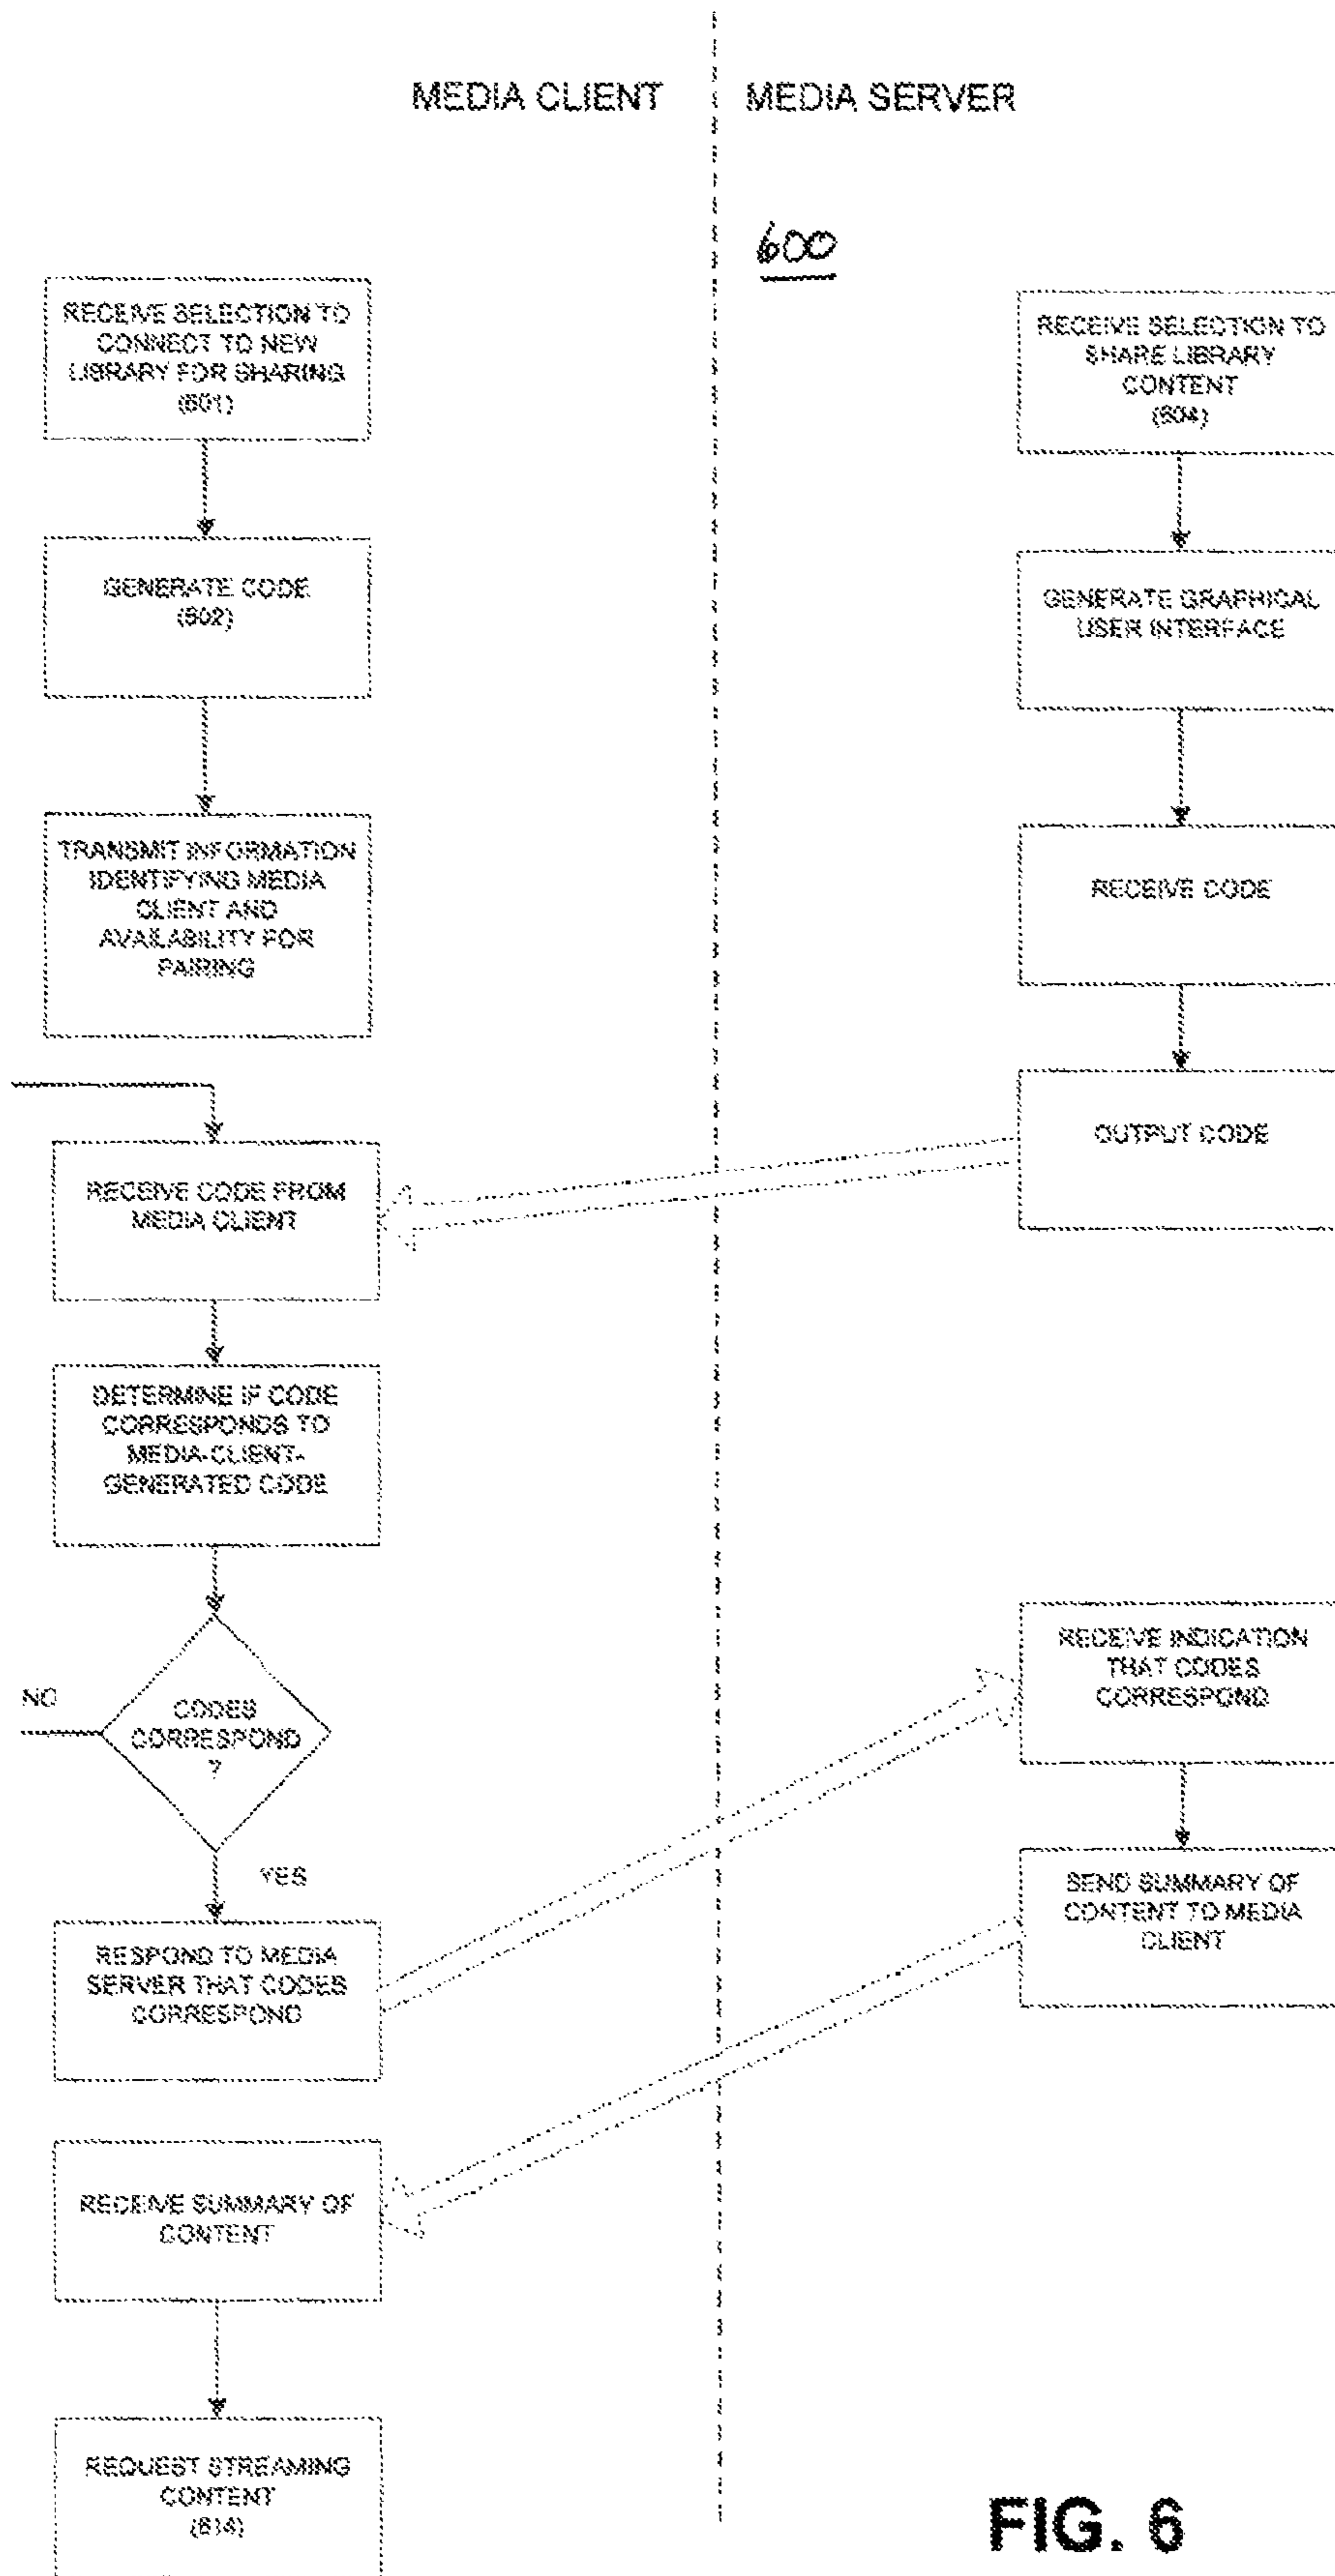 MEDIA CLIENT
MEDIA SERVER
600
RECEIVE SELECTION TO
CONNECT TO NEW
LIBRARY FOR SHARING
(601)
GENERATE CODE
(602)
TRANSMIT INFORMATION
IDENTIFYING MEDIA
CLIENT AND
AVAILABILITY FOR
PAIRING
RECEIVE CODE FROM
MEDIA CLIENT
DETERMINE IF CODE
CORRESPONDS TO
MEDIA-CLIENT-
GENERATED CODE
NO
CODES
CORRESPOND
?
YES
RESPOND TO MEDIA
SERVER THAT CODES
CORRESPOND
RECEIVE SUMMARY OF
CONTENT
REQUEST STREAMING
CONTENT
(614)
RECEIVE SELECTION TO
SHARE LIBRARY
CONTENT
(604)
GENERATE GRAPHICAL
USER INTERFACE
RECEIVE CODE
OUTPUT CODE
RECEIVE INDICATION
THAT CODES
CORRESPOND
SEND SUMMARY OF
CONTENT TO MEDIA
CLIENT
FIG. 6